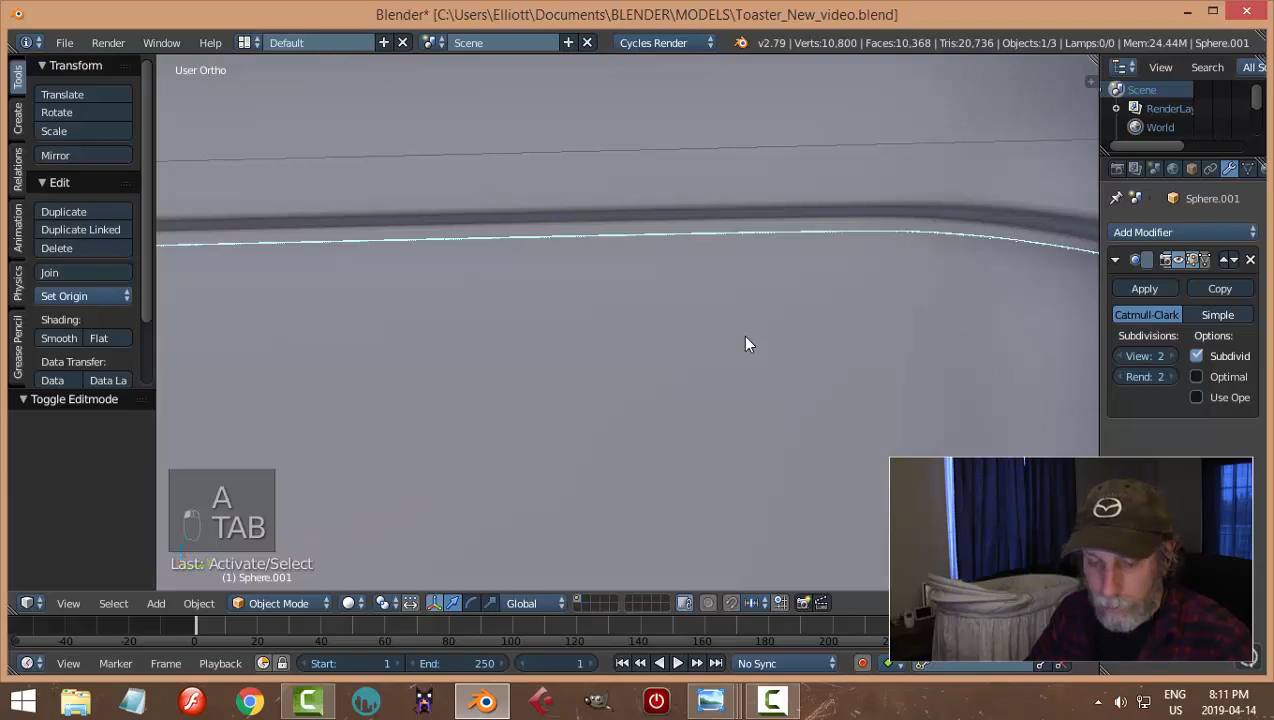 Blender* [C:\Users\Elliott\Documents\BLENDER\MODELS\Toaster_New_video.blend]
File Render Window Help Default Scene Cycles Render v2.79 | Verts:10,800 | Faces:10,368 | Tris:20,736 | Objects:1/3 | Lamps:0/0 | Mem:24.44M | Sphere.001
Transform
Translate
Rotate
Scale
Mirror
Edit
Duplicate
Duplicate Linked
Delete
Join
Set Origin
Shading:
Smooth Flat
Data Transfer:
Data Data La
Toggle Editmode
Tools
Create
Relations
Animation
Physics
Grease Pencil
User Ortho
A
TAB
Last: Activate/Select
(1) Sphere.001
View Search All S
Scene
RenderLay
World
Sphere.001
Add Modifier
Apply Copy
Catmull-Clark Simple
Subdivisions: Options:
View: 2 Subdivid
Rend: 2 Optimal
Use Ope
View Select Add Object Object Mode Global
-40 -20 0 20 40 60 80 100 120 140 160 180 200
View Marker Frame Playback Start: 1 End: 250 1 No Sync
ENG 8:11 PM
US 2019-04-14